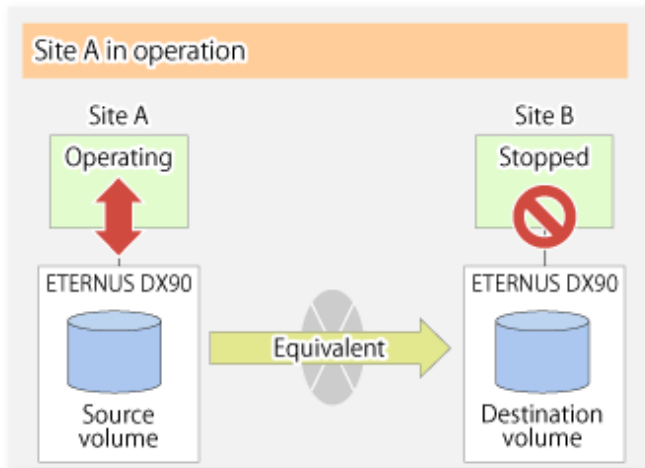 Site A in operation
Site A
Site B
Operating
Stopped
ETERNUS DX90
ETERNUS DX90
Equivalent
Source
volume
Destination
volume